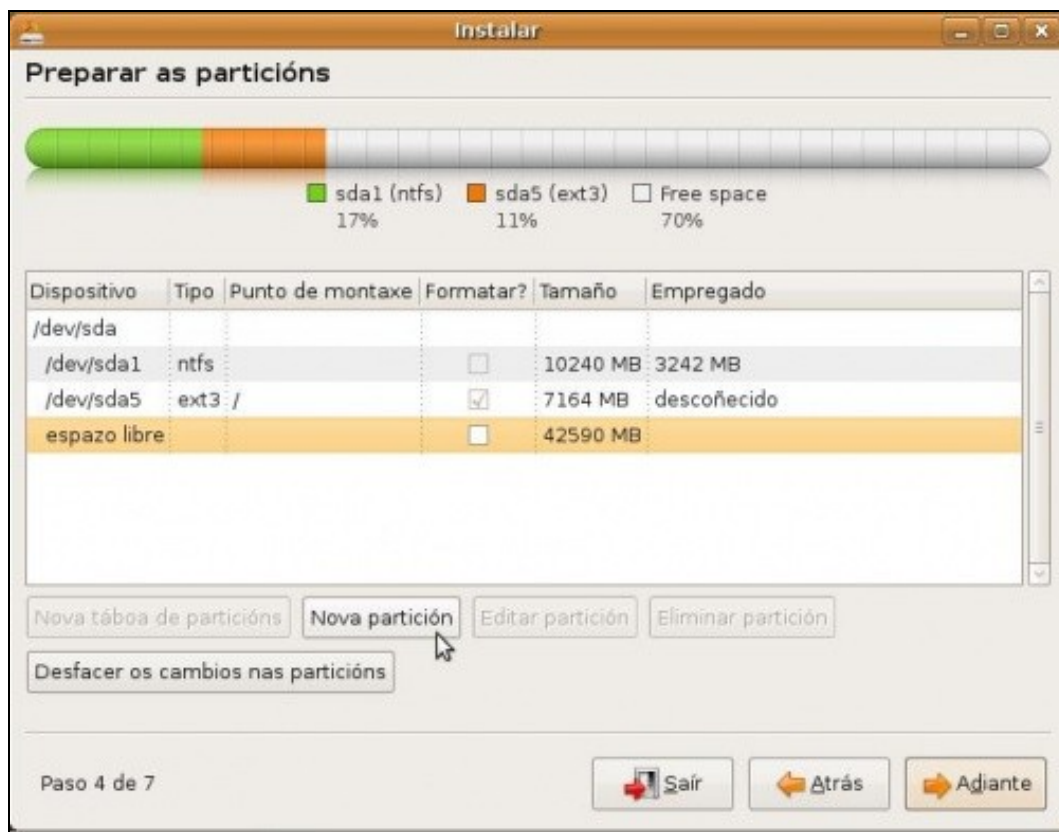 Instalar
Preparar as particións
sda1 (ntfs) sda5 (ext3) Free space
17% 11% 70%
Dispositivo Tipo Punto de montaxe Formatar? Tamaño Empregado
/dev/sda
/dev/sda1 ntfs 10240 MB 3242 MB
/dev/sda5 ext3 / 7164 MB descoñecido
espazo libre 42590 MB
Nova táboa de particións Nova partición Editar partición Eliminar partición
Desfacer os cambios nas particións
Paso 4 de 7 Saír Atrás Adiante